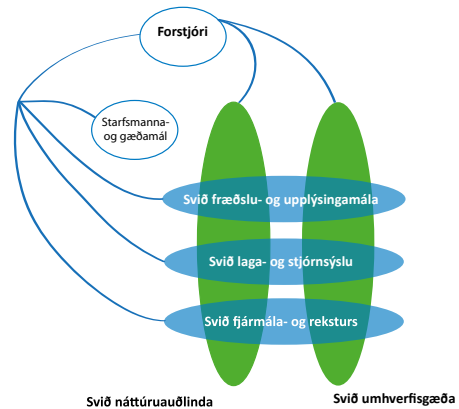 Forstjóri
Starfsmanna-
og gæðamál
Svið fræðslu- og upplýsingamála
Svið laga- og stjórnsýslu
Svið fjármála- og reksturs
Svið náttúruauðlinda
Svið umhverfisgæða